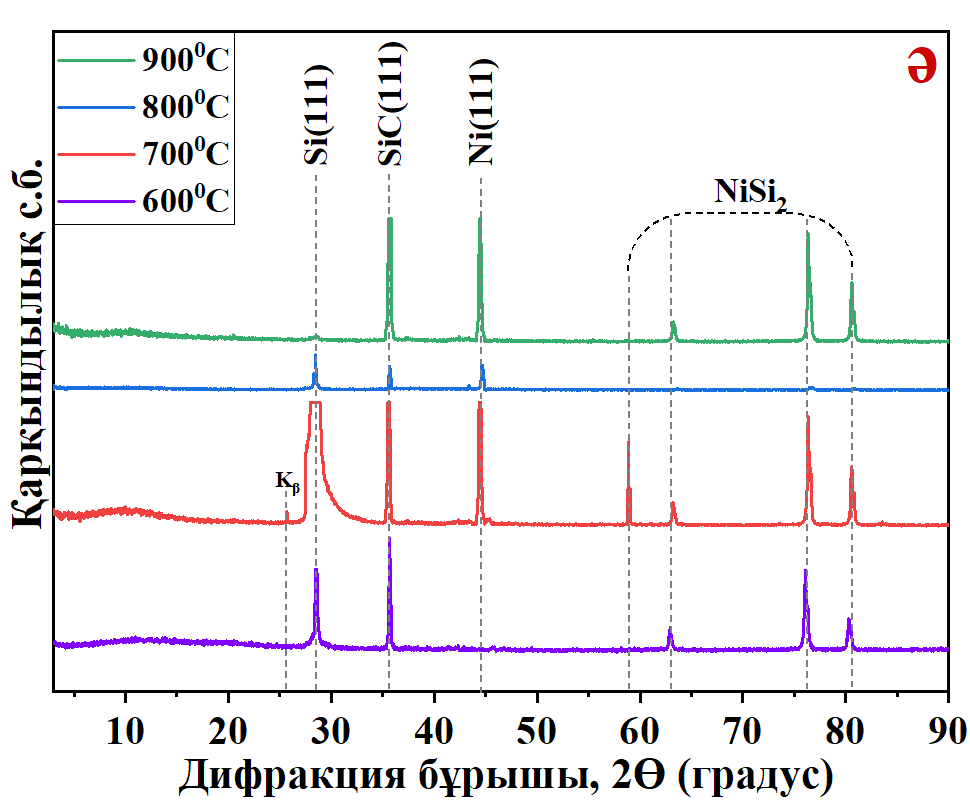 900⁰C
800⁰C
700⁰C
600⁰C
Si(111)
SiC(111)
Ni(111)
NiSi₂
ə
Kᵦ
Қарқындылық с.б.
10 20 30 40 50 60 70 80 90
Дифракция бұрышы, 2Ѳ (градус)